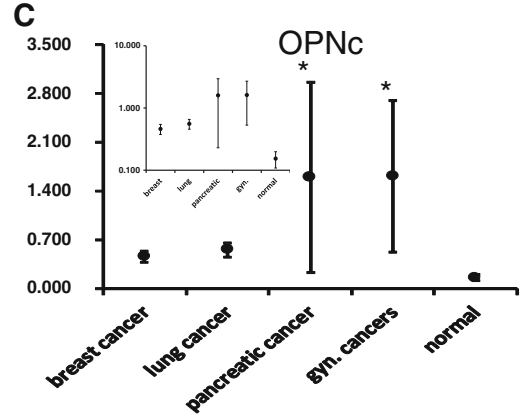 C
OPNc
3.500
2.800
2.100
1.400
0.700
0.000
10.000
1.000
0.100
breast
lung
pancreatic
gyn.
normal
*
*
breast cancer
lung cancer
pancreatic cancer
gyn. cancers
normal